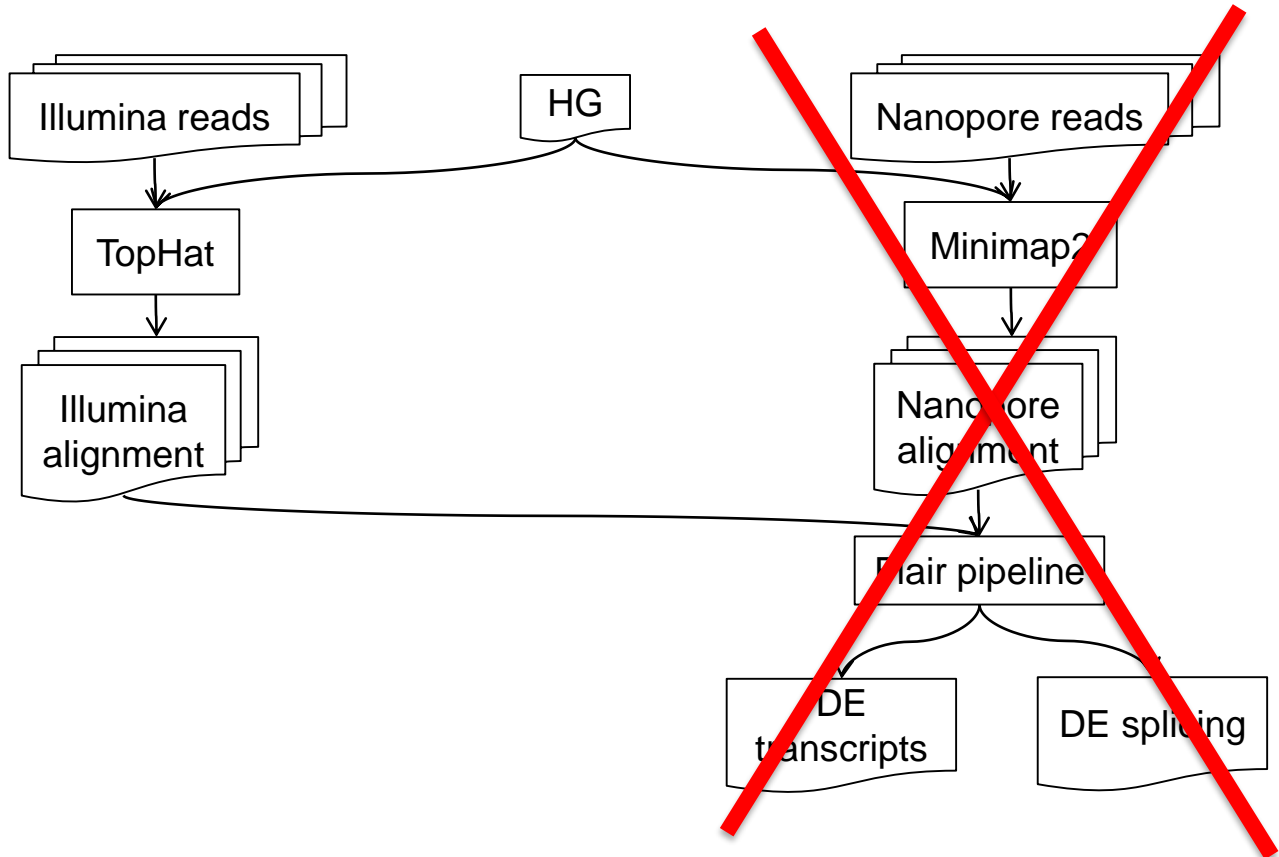 Illumina reads
HG
Nanopore reads
TopHat
Minimap2
Illumina
alignment
Nanopore
alignment
Flair pipeline
DE
transcripts
DE splicing